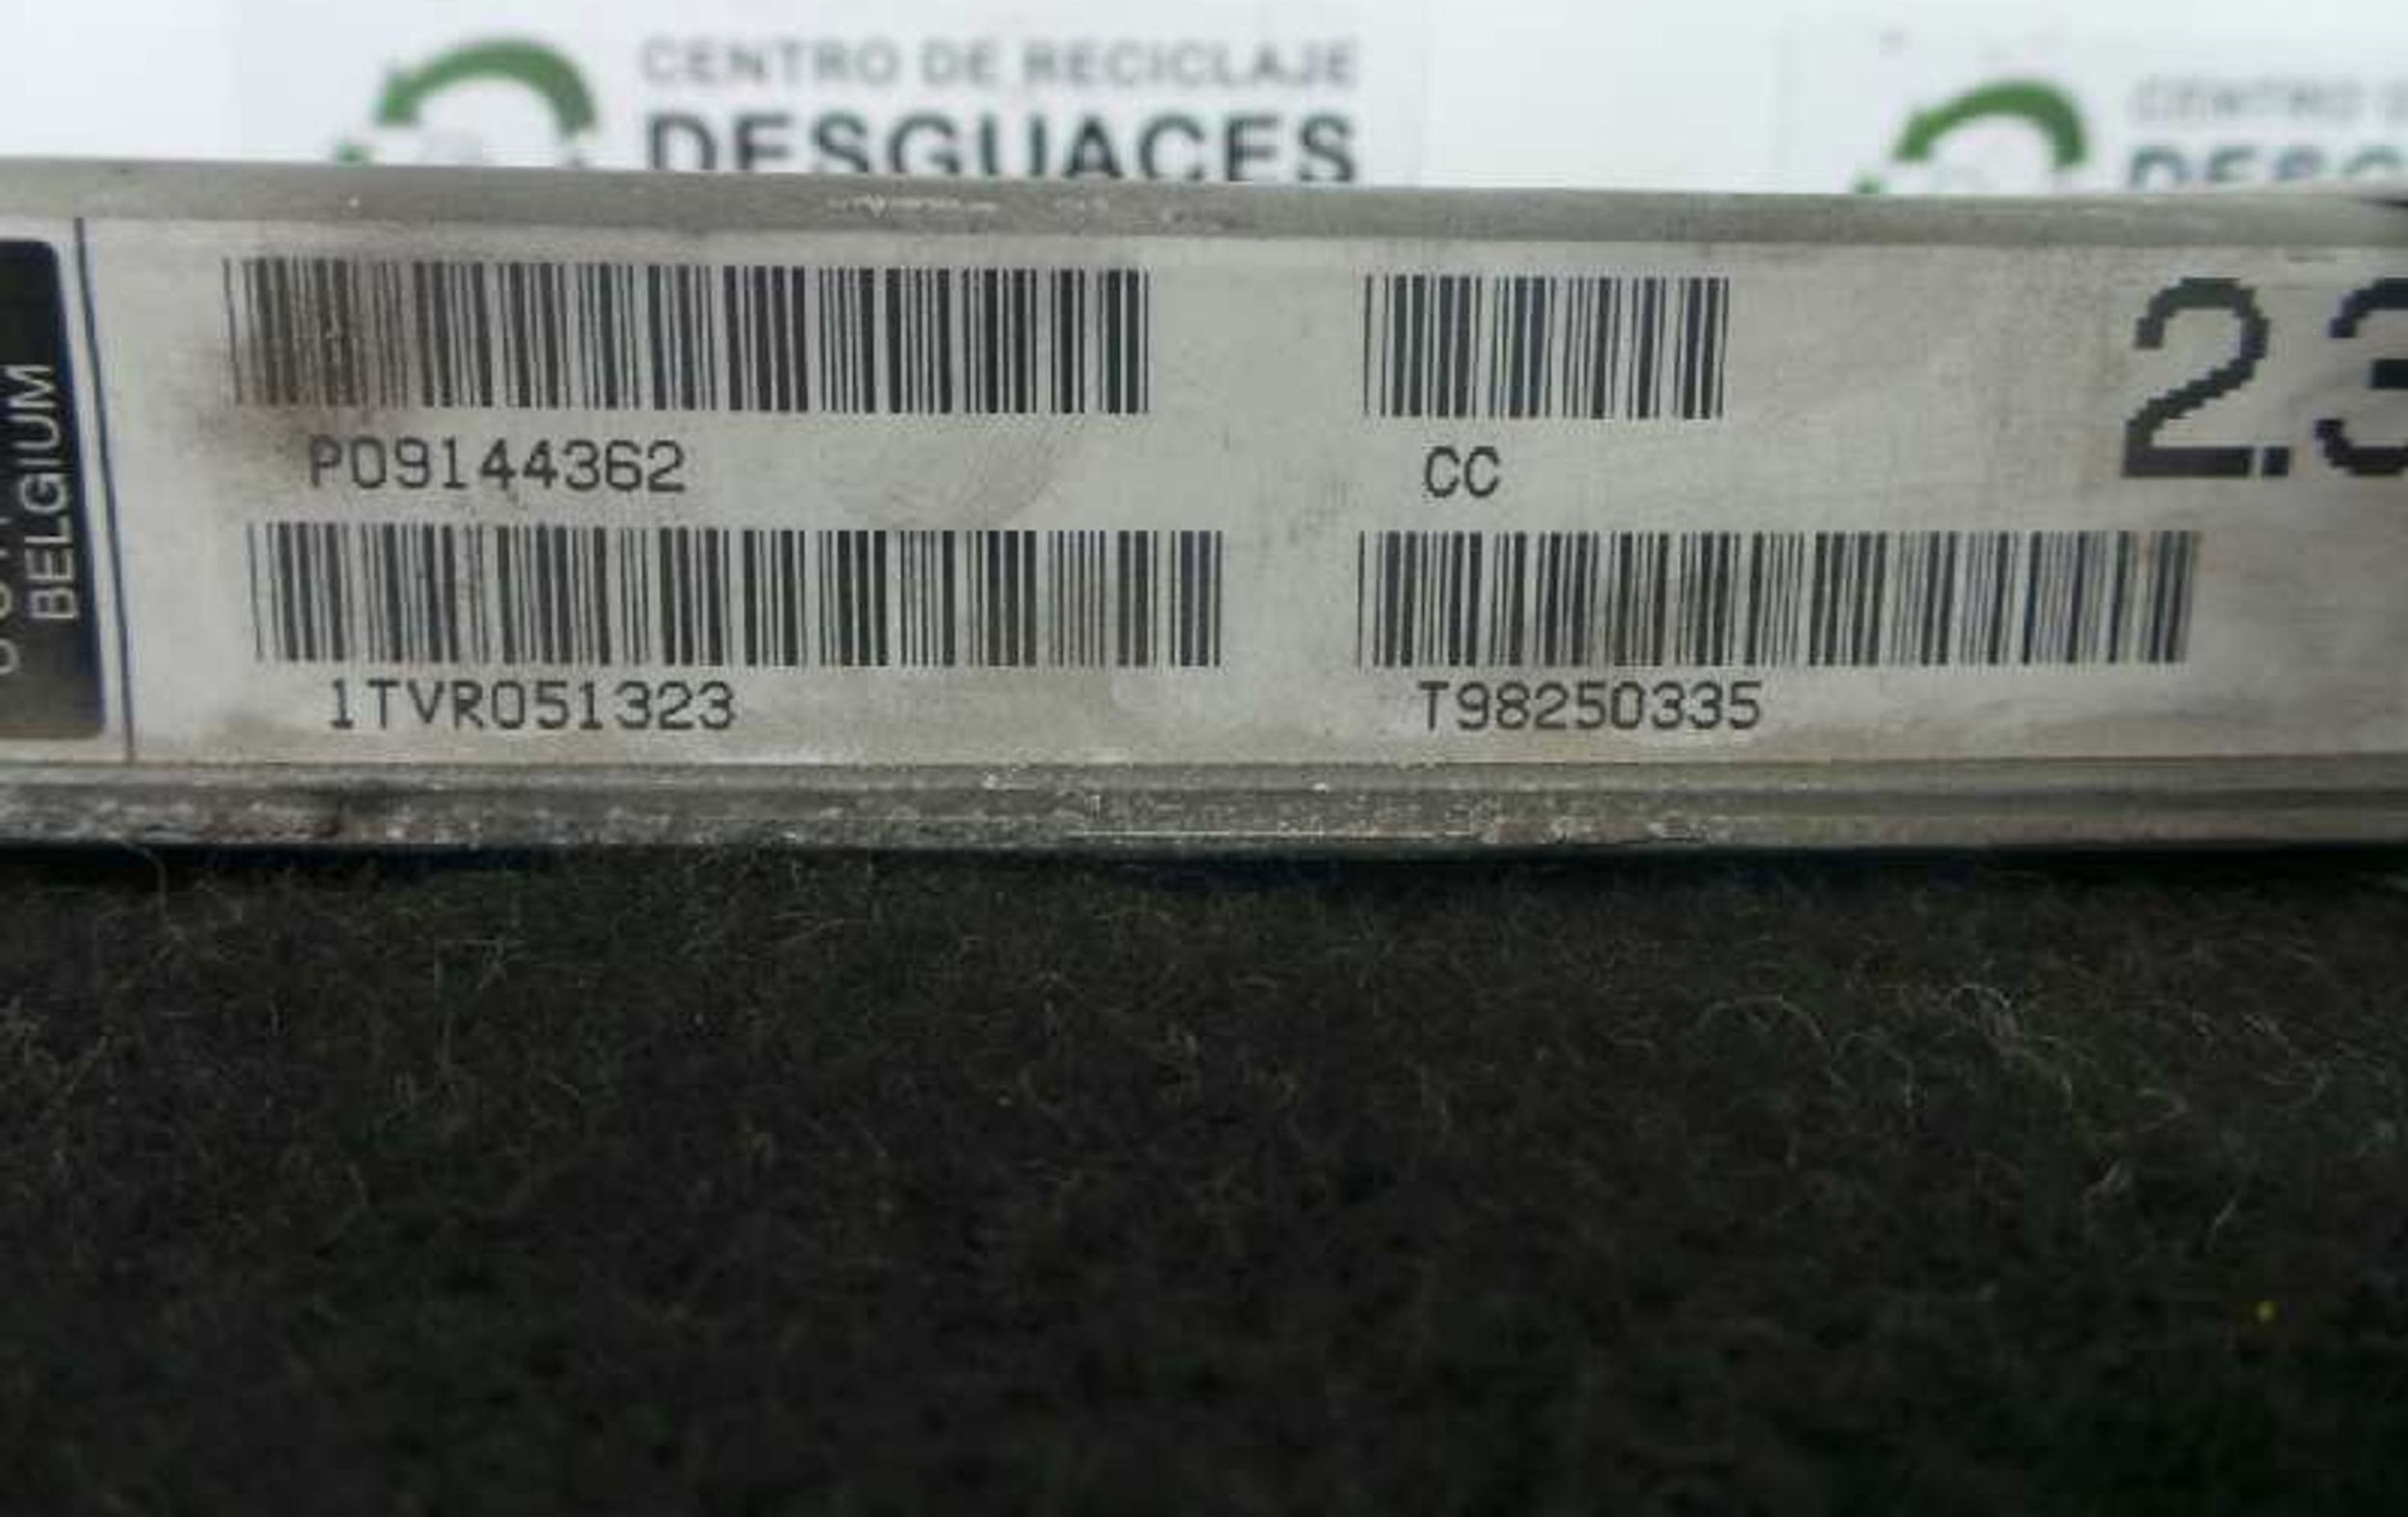 CENTRO DE RECICLAJE
DESGUACES
BELGIUM
P09144362
CC
2.3
1TVR051323
T98250335